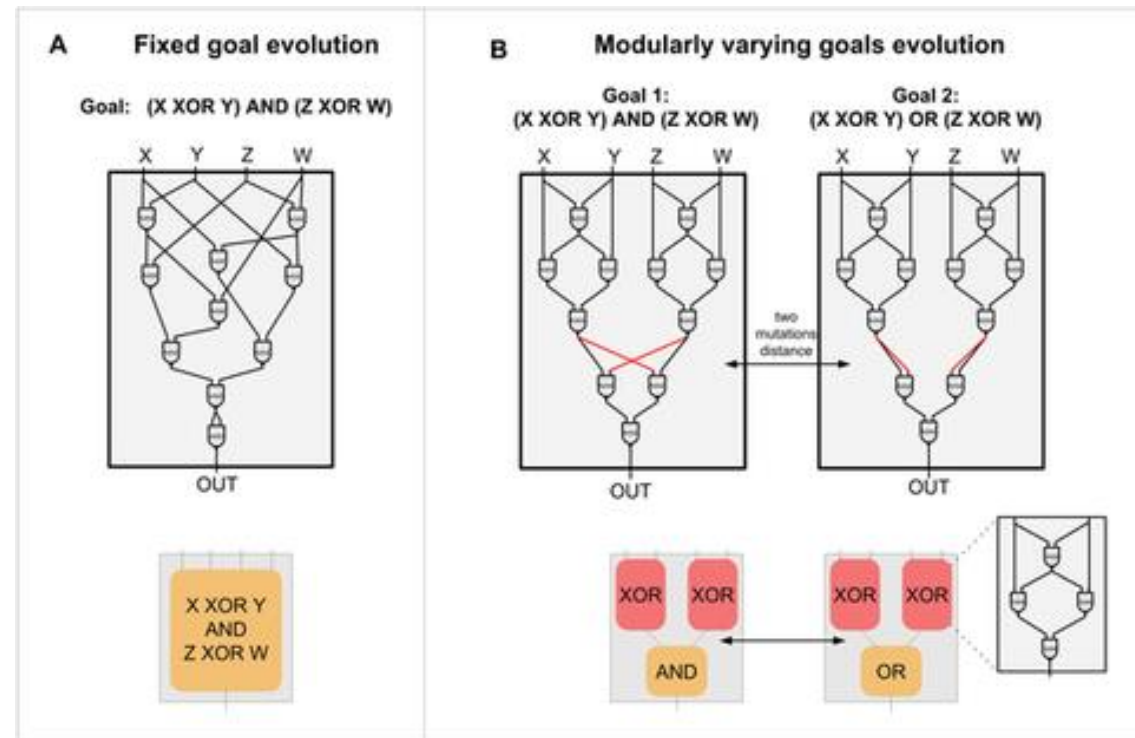 A Fixed goal evolution
Goal: (X XOR Y) AND (Z XOR W)
X Y Z W
OUT
X XOR Y
AND
Z XOR W
B Modularly varying goals evolution
Goal 1:
(X XOR Y) AND (Z XOR W)
X Y Z W
OUT
two
mutations
distance
Goal 2:
(X XOR Y) OR (Z XOR W)
X Y Z W
OUT
XOR XOR
AND
XOR XOR
OR